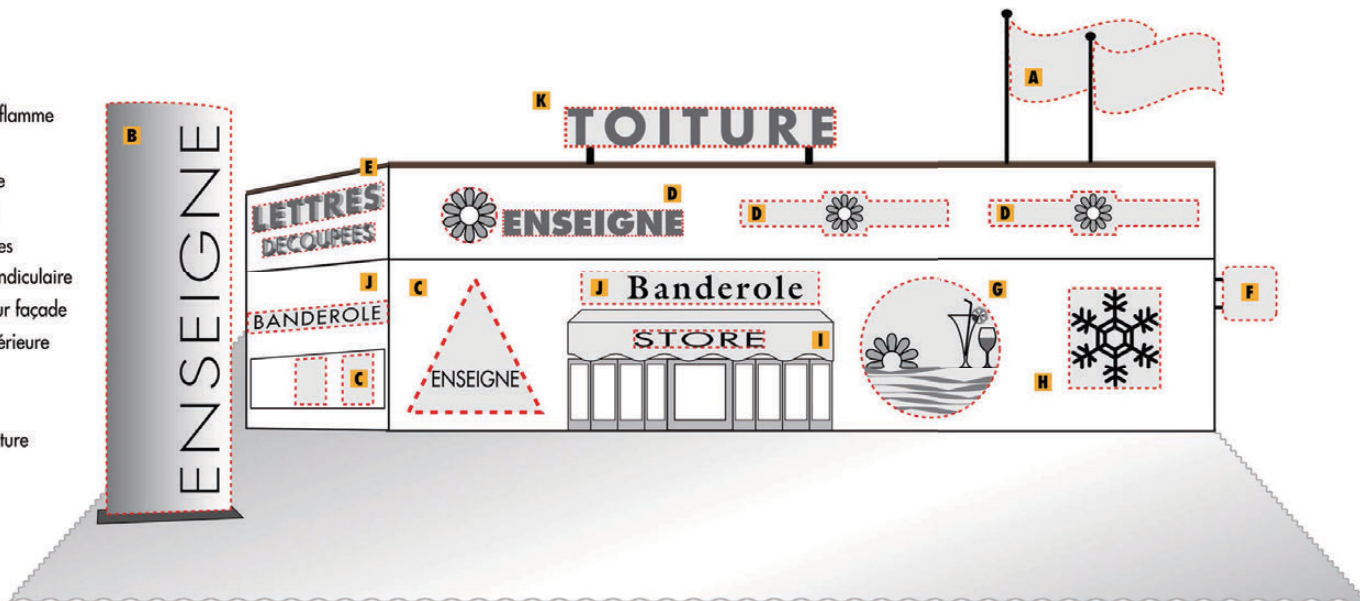 flamme
e
es
ndiculaire
ur façade
érieure
ture
A
B
ENSEIGNE
K
TOITURE
E
LETTRES
DECOUPEES
D
ENSEIGNE
D
D
J
BANDEROLE
C
C
ENSEIGNE
J
Banderole
STORE
I
G
H
F